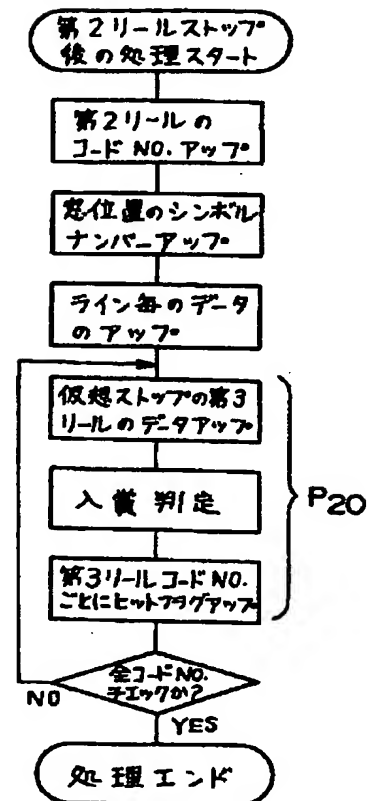 第2リールストップ
後の処理スタート
第2リールの
コードNO.アップ
窓位置のシンボル
ナンバーアップ
ライン毎のデータ
のアップ
仮想ストップの第3
リールのデータアップ
入賞判定
P20
第3リールコードNO.
ごとにヒットフラグアップ
全コードNO.
チェックか?
NO
YES
処理エンド